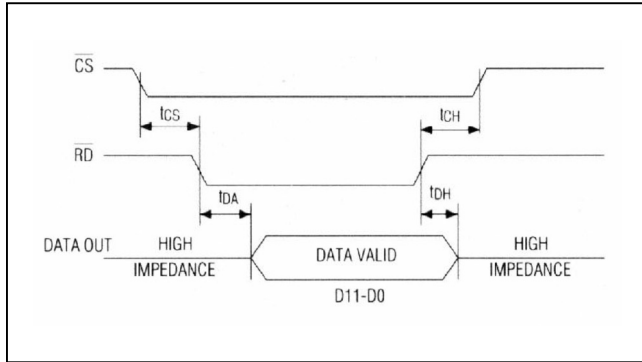 CS
tCS
tCH
RD
tDA
tDH
DATA OUT
HIGH
IMPEDANCE
DATA VALID
D11-D0
HIGH
IMPEDANCE